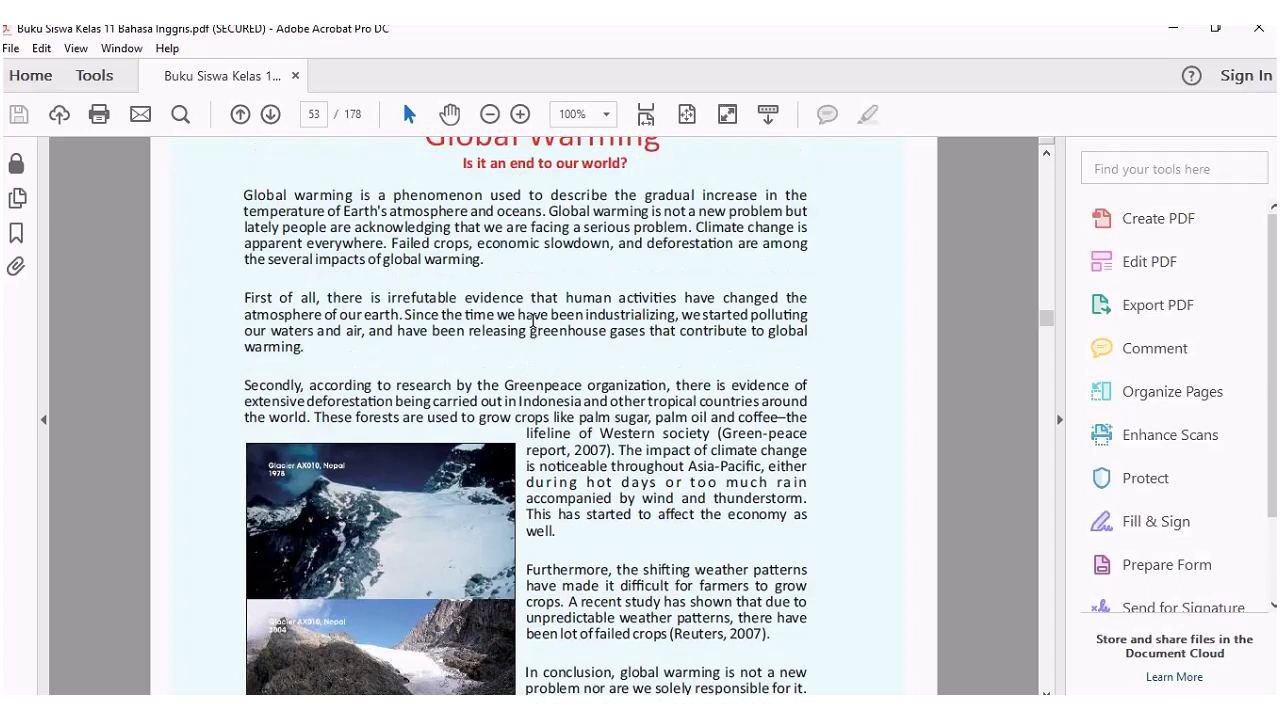 Buku Siswa Kelas 11 Bahasa Inggris.pdf (SECURED) - Adobe Acrobat Pro DC
File Edit View Window Help
Home Tools Buku Siswa Kelas 1... × Sign In
53 / 178 100%
Global Warming
Is it an end to our world?
Global warming is a phenomenon used to describe the gradual increase in the
temperature of Earth's atmosphere and oceans. Global warming is not a new problem but
lately people are acknowledging that we are facing a serious problem. Climate change is
apparent everywhere. Failed crops, economic slowdown, and deforestation are among
the several impacts of global warming.
First of all, there is irrefutable evidence that human activities have changed the
atmosphere of our earth. Since the time we have been industrializing, we started polluting
our waters and air, and have been releasing greenhouse gases that contribute to global
warming.
Secondly, according to research by the Greenpeace organization, there is evidence of
extensive deforestation being carried out in Indonesia and other tropical countries around
the world. These forests are used to grow crops like palm sugar, palm oil and coffee—the
lifeline of Western society (Green-peace
report, 2007). The impact of climate change
is noticeable throughout Asia-Pacific, either
during hot days or too much rain
accompanied by wind and thunderstorm.
This has started to affect the economy as
well.
Furthermore, the shifting weather patterns
have made it difficult for farmers to grow
crops. A recent study has shown that due to
unpredictable weather patterns, there have
been lot of failed crops (Reuters, 2007).
In conclusion, global warming is not a new
problem nor are we solely responsible for it.
Glacier AX010, Nepal
1978
Glacier AX010, Nepal
2004
Find your tools here
Create PDF
Edit PDF
Export PDF
Comment
Organize Pages
Enhance Scans
Protect
Fill & Sign
Prepare Form
Send for Signature
Store and share files in the
Document Cloud
Learn More